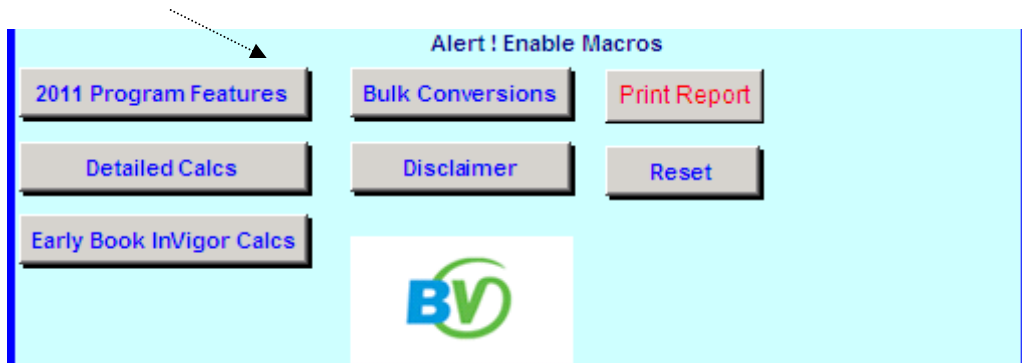 Alert ! Enable Macros
2011 Program Features
Bulk Conversions
Print Report
Detailed Calcs
Disclaimer
Reset
Early Book InVigor Calcs
BV